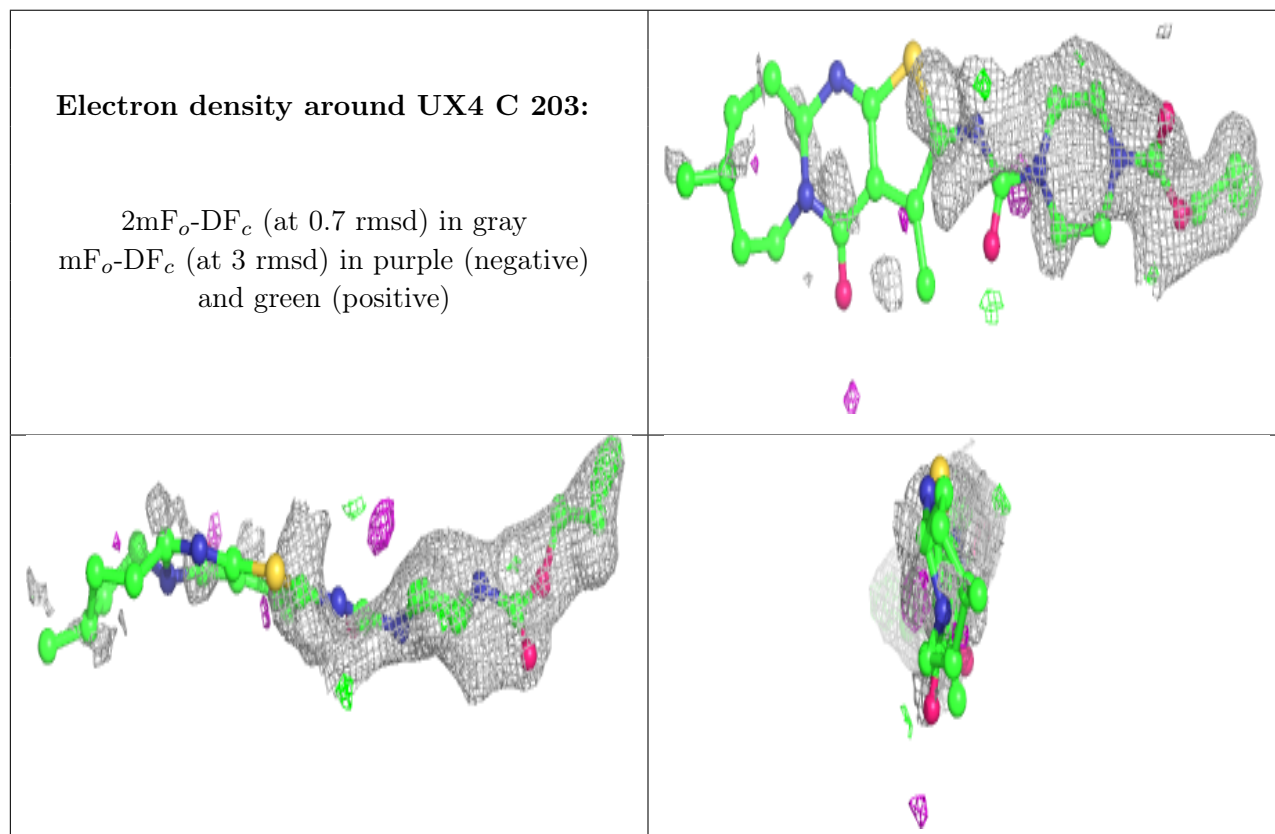 Electron density around UX4 C 203:
2mFo-DFc (at 0.7 rmsd) in gray
mFo-DFc (at 3 rmsd) in purple (negative)
and green (positive)